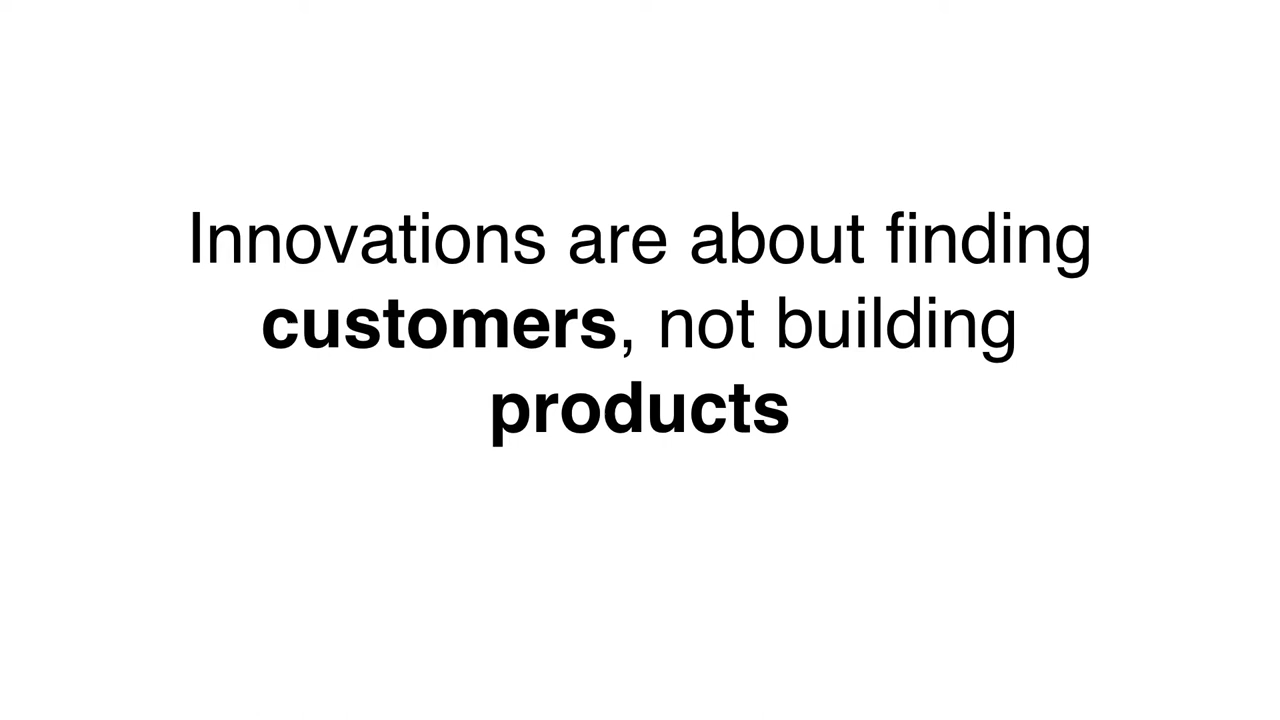 Innovations are about finding
customers, not building
products